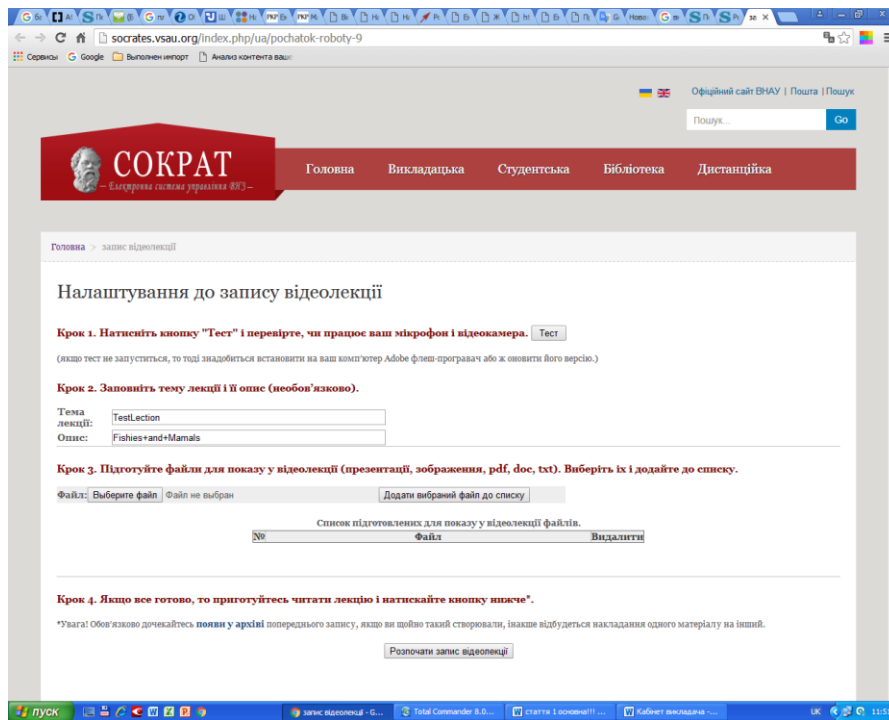 socrates.vsau.org/index.php/ua/pochatok-roboty-9
Сервисы Google Выполнен импорт Анализ контента ваш
Офіційний сайт ВНАУ | Пошта | Пошук
Пошук... Go
СОКРАТ
– Електронна система управління ВНЗ –
Головна Викладацька Студентська Бібліотека Дистанційка
Головна > запис відеолекції
Налаштування до запису відеолекції
Крок 1. Натисніть кнопку "Тест" і перевірте, чи працює ваш мікрофон і відеокамера. Тест
(якщо тест не запуститься, то тоді знадобиться встановити на ваш комп'ютер Adobe флеш-програвач або ж оновити його версію.)
Крок 2. Заповніть тему лекції і її опис (необов'язково).
Тема
лекції: TestLection
Опис: Fishies+and+Mamals
Крок 3. Підготуйте файли для показу у відеолекції (презентації, зображення, pdf, doc, txt). Виберіть їх і додайте до списку.
Файл: Выберите файл Файл не выбран Додати вибраний файл до списку
Список підготовлених для показу у відеолекції файлів.
№ Файл Видалити
Крок 4. Якщо все готово, то приготуйтесь читати лекцію і натискайте кнопку нижче*.
*Увага! Обов'язково дочекайтесь появи у архіві попереднього запису, якщо ви щойно такий створювали, інакше відбудеться накладання одного матеріалу на інший.
Розпочати запис відеолекції
пуск запис відеолекції - G... Total Commander 8.0... стаття 1 основна!!! ... Кабінет викладача -... UK 11:5